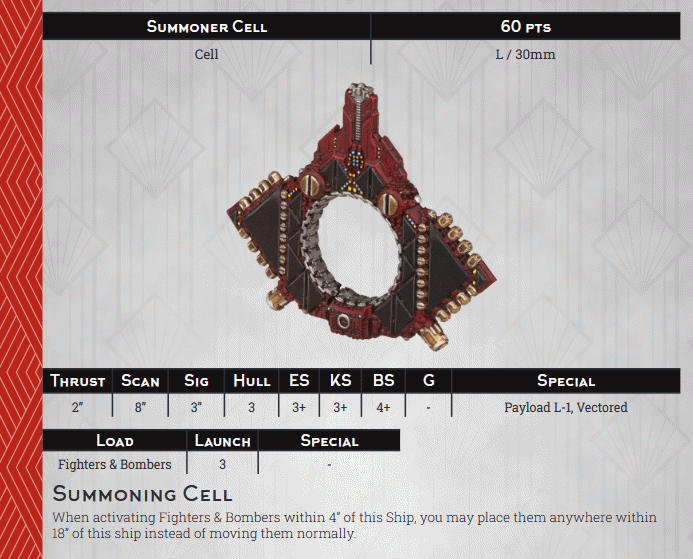 Summoner Cell 60 pts
Cell L / 30mm
Thrust Scan Sig Hull ES KS BS G Special
2” 8” 3” 3 3+ 3+ 4+ - Payload L-1, Vectored
Load Launch Special
Fighters & Bombers 3 -
Summoning Cell
When activating Fighters & Bombers within 4” of this Ship, you may place them anywhere within
18” of this ship instead of moving them normally.